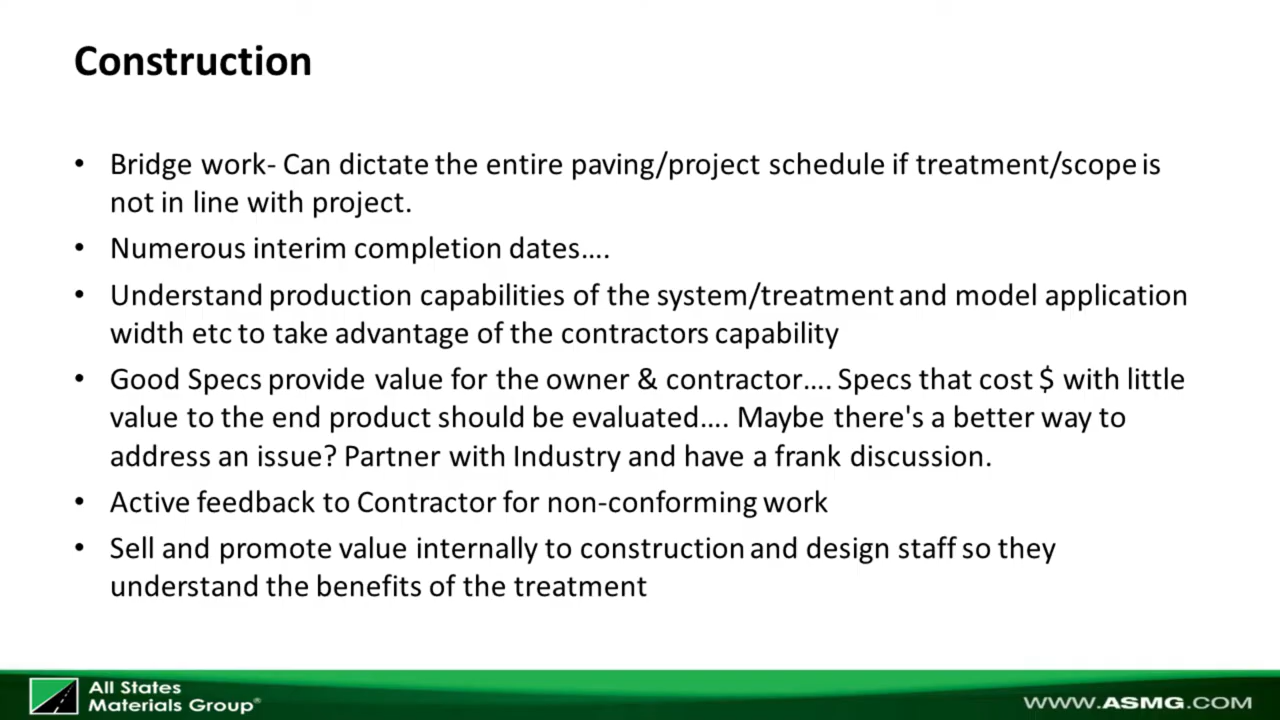 Construction
• Bridge work- Can dictate the entire paving/project schedule if treatment/scope is
not in line with project.
• Numerous interim completion dates....
• Understand production capabilities of the system/treatment and model application
width etc to take advantage of the contractors capability
• Good Specs provide value for the owner & contractor.... Specs that cost $ with little
value to the end product should be evaluated.... Maybe there's a better way to
address an issue? Partner with Industry and have a frank discussion.
• Active feedback to Contractor for non-conforming work
• Sell and promote value internally to construction and design staff so they
understand the benefits of the treatment
All States
Materials Group®
WWW.ASMG.COM